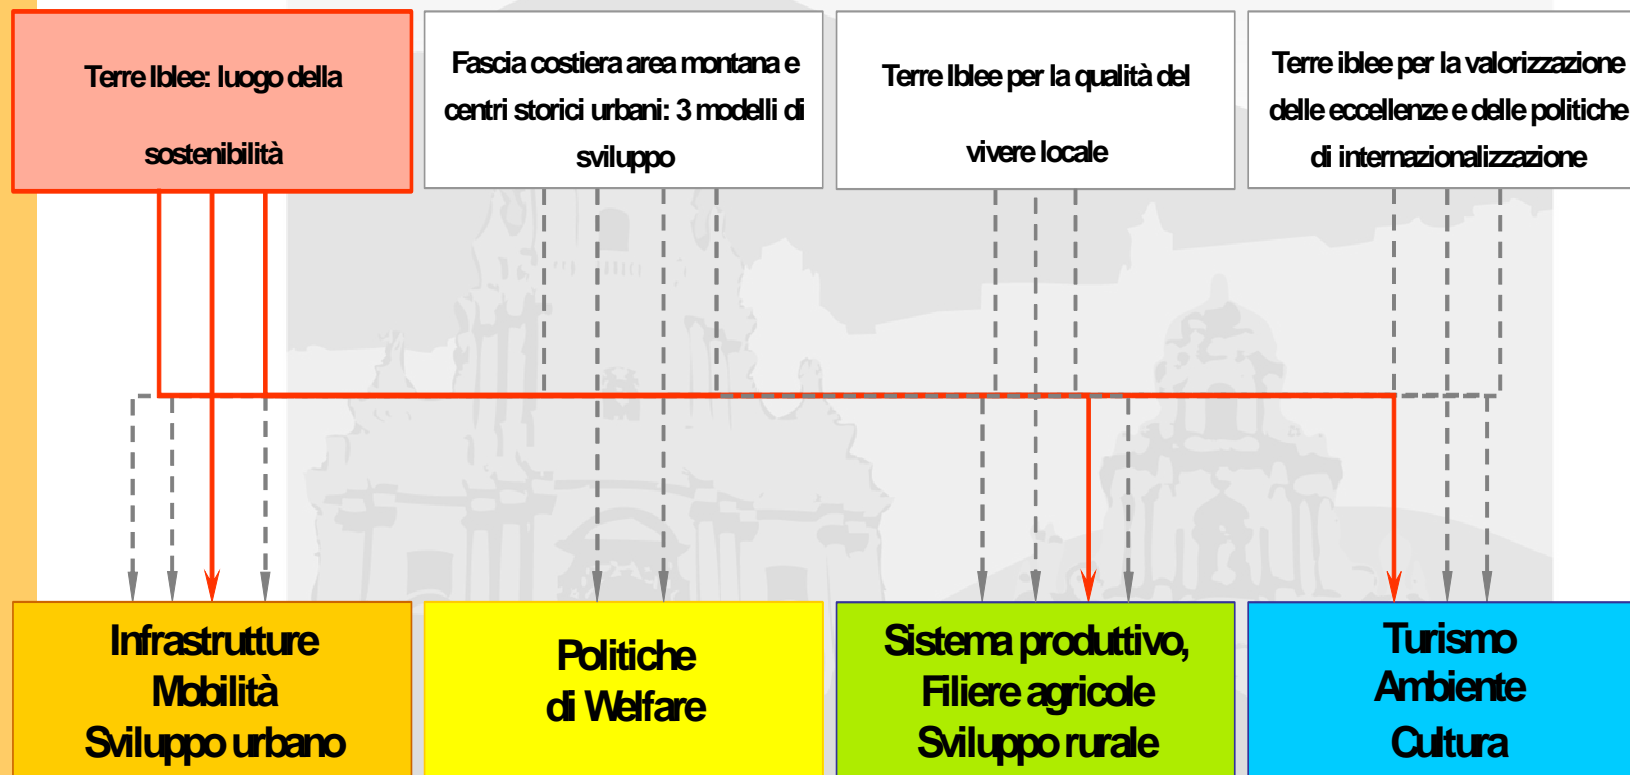 Terre Iblee: luogo della
sostenibilità
Fascia costiera area montana e
centri storici urbani: 3 modelli di
sviluppo
Terre Iblee per la qualità del
vivere locale
Terre iblee per la valorizzazione
delle eccellenze e delle politiche
di internazionalizzazione
Infrastrutture
Mobilità
Sviluppo urbano
Politiche
di Welfare
Sistema produttivo,
Filiere agricole
Sviluppo rurale
Turismo
Ambiente
Cultura